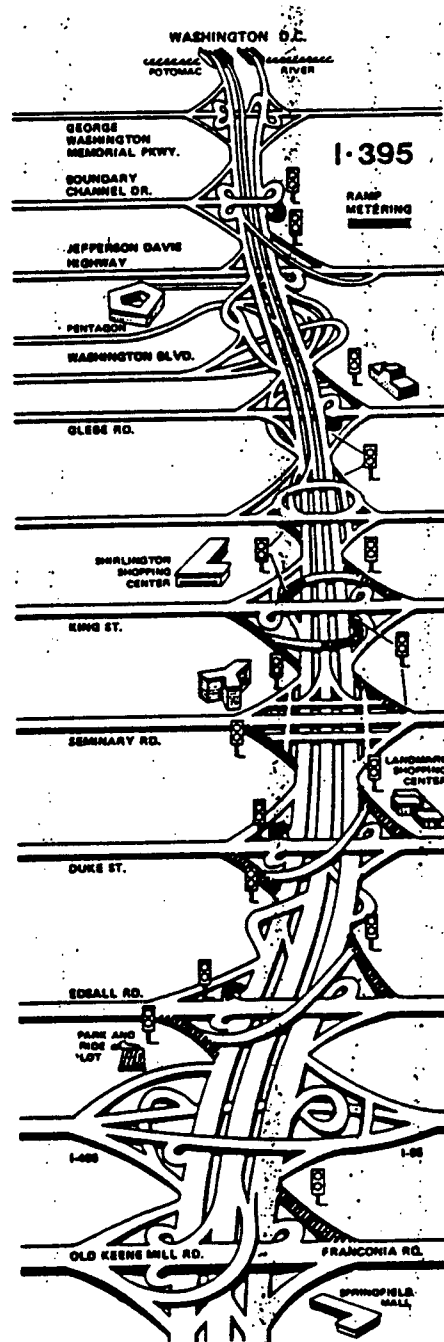 WASHINGTON D.C.
POTOMAC
RIVER
GEORGE
WASHINGTON
MEMORIAL PKWY.
I-395
BOUNDARY
CHANNEL DR.
RAMP
METERING
JEFFERSON DAVIS
HIGHWAY
PENTAGON
WASHINGTON BLVD.
GLEBE RD.
SHIRLINGTON
SHOPPING
CENTER
KING ST.
SEMINARY RD.
LANDMARK
SHOPPING
CENTER
DUKE ST.
EDSALL RD.
PARK AND
RIDE
LOT
I-495
I-95
OLD KEENE MILL RD.
FRANCONIA RD.
SPRINGFIELD
MALL